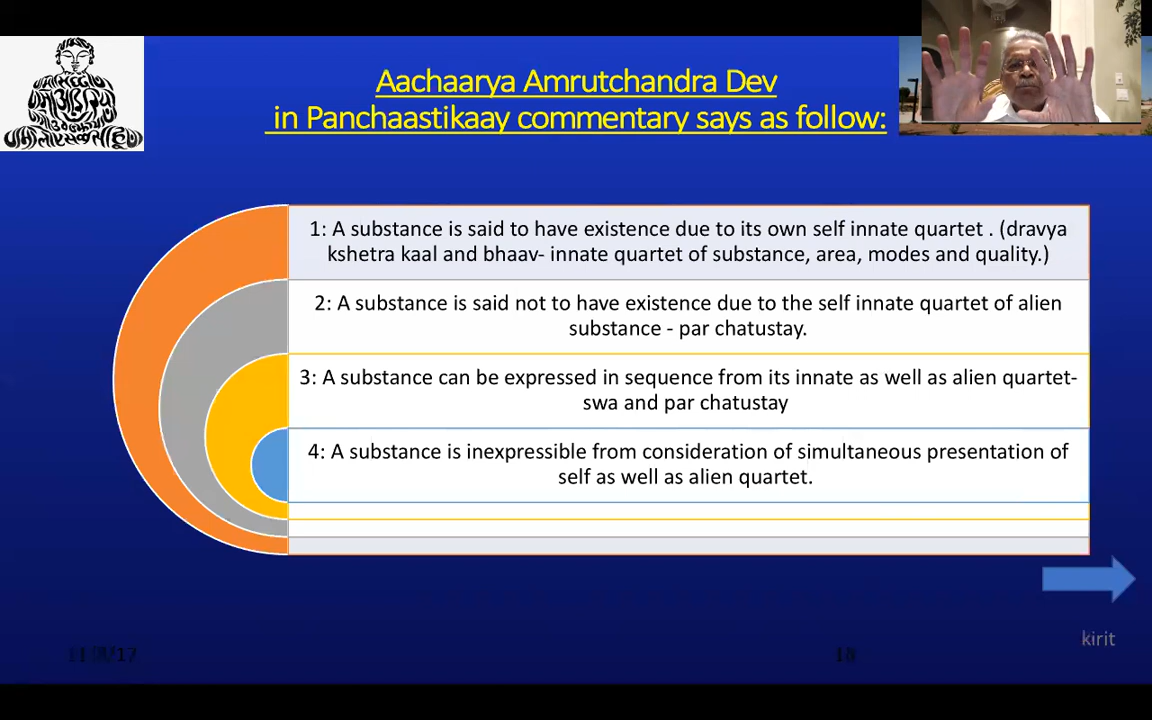 Aachaarya Amrutchandra Dev
in Panchaastikaay commentary says as follow:
1: A substance is said to have existence due to its own self innate quartet . (dravya
kshetra kaal and bhaav- innate quartet of substance, area, modes and quality.)
2: A substance is said not to have existence due to the self innate quartet of alien
substance - par chatustay.
3: A substance can be expressed in sequence from its innate as well as alien quartet-
swa and par chatustay
4: A substance is inexpressible from consideration of simultaneous presentation of
self as well as alien quartet.
kirit